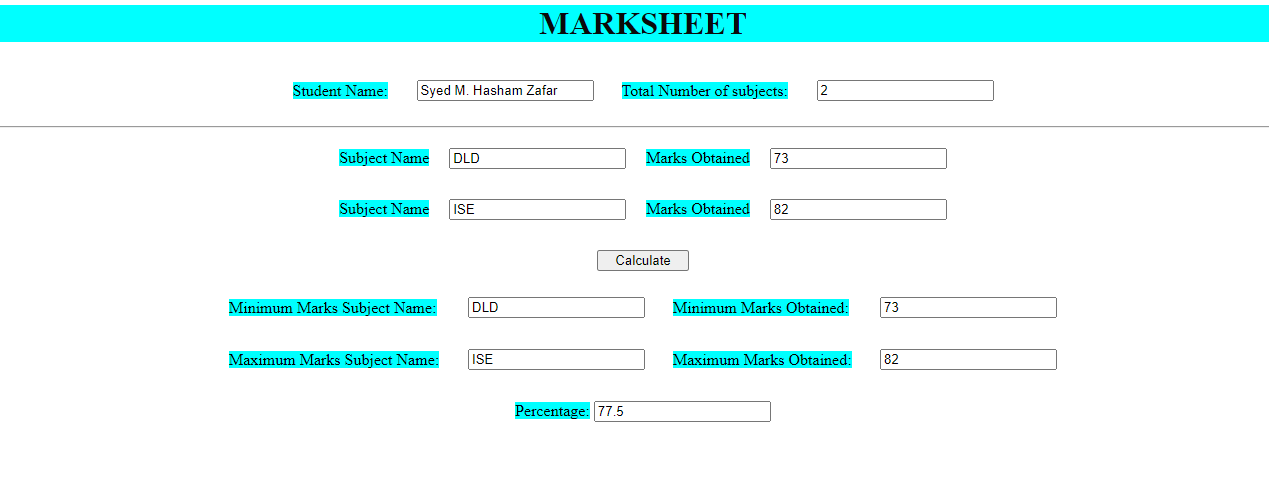 MARKSHEET
Student Name: Syed M. Hasham Zafar Total Number of subjects: 2
Subject Name DLD Marks Obtained 73
Subject Name ISE Marks Obtained 82
Calculate
Minimum Marks Subject Name: DLD Minimum Marks Obtained: 73
Maximum Marks Subject Name: ISE Maximum Marks Obtained: 82
Percentage: 77.5